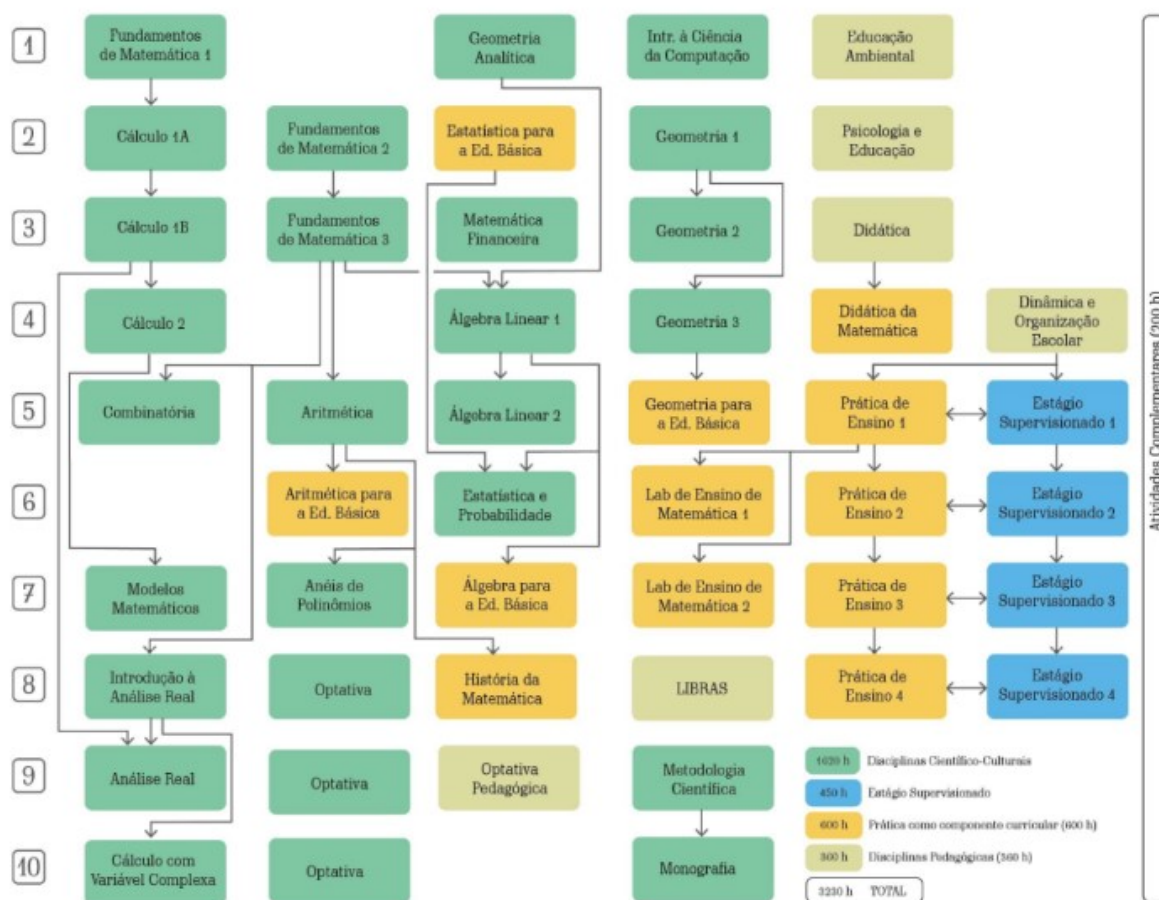 1
Fundamentos
de Matemática 1
Geometria
Analítica
Intr. à Ciência
da Computação
Educação
Ambiental
2
Cálculo 1A
Fundamentos
de Matemática 2
Estatística para
a Ed. Básica
Geometria 1
Psicologia e
Educação
3
Cálculo 1B
Fundamentos
de Matemática 3
Matemática
Financeira
Geometria 2
Didática
4
Cálculo 2
Álgebra Linear 1
Geometria 3
Didática da
Matemática
Dinâmica e
Organização
Escolar
5
Combinatória
Aritmética
Álgebra Linear 2
Geometria para
a Ed. Básica
Prática de
Ensino 1
Estágio
Supervisionado 1
6
Aritmética para
a Ed. Básica
Estatística e
Probabilidade
Lab de Ensino de
Matemática 1
Prática de
Ensino 2
Estágio
Supervisionado 2
7
Modelos
Matemáticos
Anéis de
Polinômios
Álgebra para
a Ed. Básica
Lab de Ensino de
Matemática 2
Prática de
Ensino 3
Estágio
Supervisionado 3
8
Introdução à
Análise Real
Optativa
História da
Matemática
LIBRAS
Prática de
Ensino 4
Estágio
Supervisionado 4
9
Análise Real
Optativa
Optativa
Pedagógica
Metodologia
Científica
10
Cálculo com
Variável Complexa
Optativa
Monografia
Disciplinas Científico-Culturais
450 h Estágio Supervisionado
600 h Prática como componente curricular (600 h)
Disciplinas Pedagógicas (360 h)
3230 h TOTAL
Atividades Complementares (200 h)